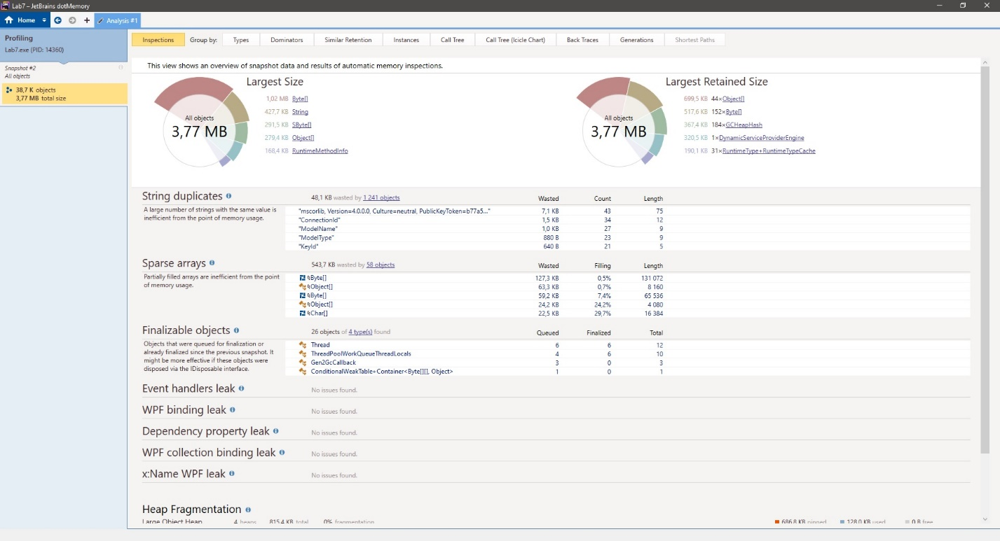 Lab7 – JetBrains dotMemory
Home
Analysis #1
Profiling
Lab7.exe (PID: 14360)
Snapshot #2
All objects
38,7 K objects
3,77 MB total size
Inspections Group by: Types Dominators Similar Retention Instances Call Tree Call Tree (Icicle Chart) Back Traces Generations Shortest Paths
This view shows an overview of snapshot data and results of automatic memory inspections.
All objects
3,77 MB
Largest Size
1,02 MB Byte[]
427,7 KB String
291,5 KB SByte[]
279,4 KB Object[]
168,4 KB RuntimeMethodInfo
All objects
3,77 MB
Largest Retained Size
699,5 KB 44×Object[]
517,6 KB 152×Byte[]
367,4 KB 184×GCHeapHash
320,5 KB 1×DynamicServiceProviderEngine
190,1 KB 31×RuntimeType+RuntimeTypeCache
String duplicates 48,1 KB wasted by 1 241 objects Wasted Count Length
A large number of strings with the same value is
inefficient from the point of memory usage.
"mscorlib, Version=4.0.0.0, Culture=neutral, PublicKeyToken=b77a5..." 7,1 KB 43 75
"ConnectionId" 1,5 KB 34 12
"ModelName" 1,0 KB 27 9
"ModelType" 880 B 23 9
"KeyId" 640 B 21 5
Sparse arrays 543,7 KB wasted by 58 objects Wasted Filling Length
Partially filled arrays are inefficient from the point
of memory usage.
Byte[] 127,3 KB 0,5% 131 072
Object[] 63,3 KB 0,7% 8 160
Byte[] 59,2 KB 7,4% 65 536
Object[] 24,2 KB 24,2% 4 080
Char[] 22,5 KB 29,7% 16 384
Finalizable objects 26 objects of 4 type(s) found Queued Finalized Total
Objects that were queued for finalization or
already finalized since the previous snapshot. It
might be more effective if these objects were
disposed via the IDisposable interface.
Thread 6 6 12
ThreadPoolWorkQueueThreadLocals 4 6 10
Gen2GcCallback 3 0 3
ConditionalWeakTable+Container<Byte[][], Object> 1 0 1
Event handlers leak No issues found.
WPF binding leak No issues found.
Dependency property leak No issues found.
WPF collection binding leak No issues found.
x:Name WPF leak No issues found.
Heap Fragmentation
Large Object Heap 4 heaps 815,4 KB total 0% fragmentation 686,8 KB pinned 128,0 KB used 0 B free